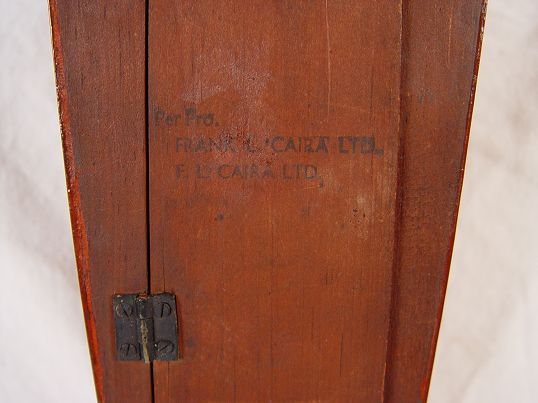 Per Pro.
FRANK L. CAIRA LTD.
F. L. CAIRA LTD.